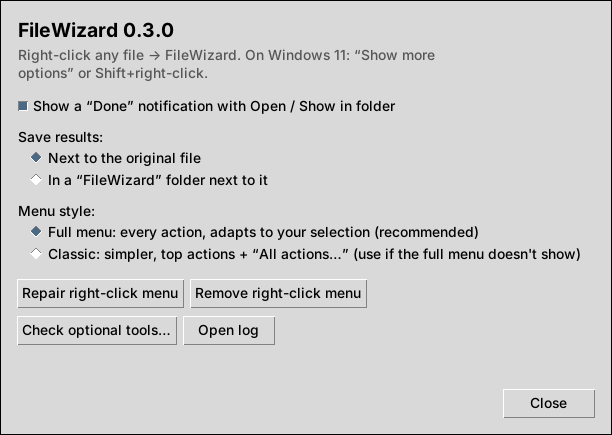 FileWizard 0.3.0
Right-click any file → FileWizard. On Windows 11: “Show more
options” or Shift+right-click.
Show a “Done” notification with Open / Show in folder
Save results:
Next to the original file
In a “FileWizard” folder next to it
Menu style:
Full menu: every action, adapts to your selection (recommended)
Classic: simpler, top actions + “All actions…” (use if the full menu doesn't show)
Repair right-click menu
Remove right-click menu
Check optional tools…
Open log
Close